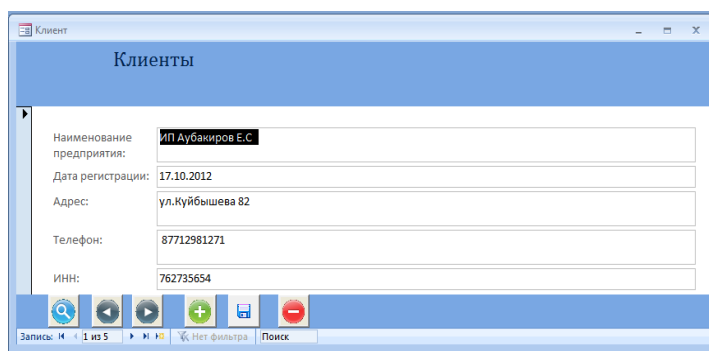 Клиент
Клиенты
Наименование предприятия:
ИП Аубакиров Е.С
Дата регистрации: 17.10.2012
Адрес: ул.Куйбышева 82
Телефон: 87712981271
ИНН: 762735654
Запись: 1 из 5 Нет фильтра Поиск